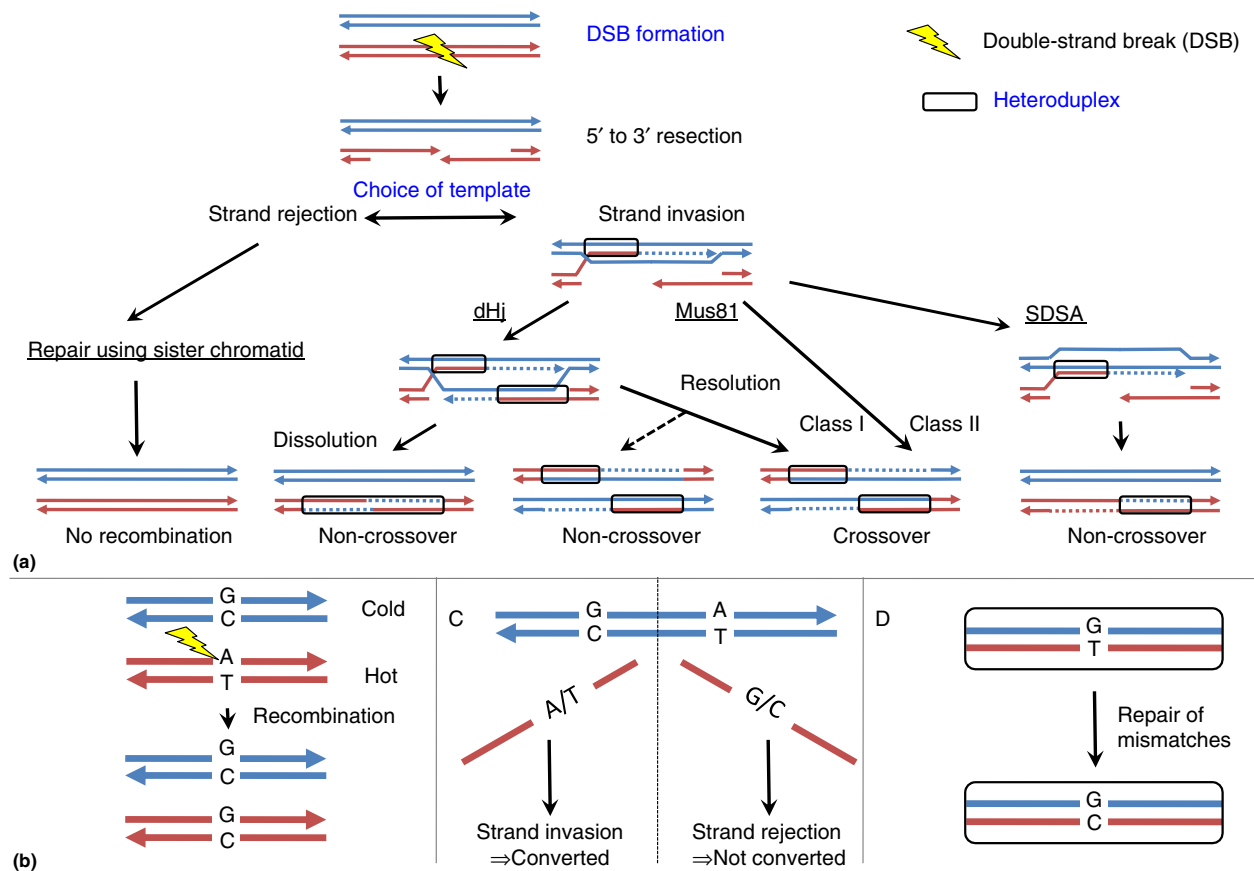 DSB formation
Double-strand break (DSB)
Heteroduplex
5′ to 3′ resection
Choice of template
Strand rejection
Strand invasion
dHj
Mus81
SDSA
Repair using sister chromatid
Resolution
Dissolution
Class I
Class II
No recombination
Non-crossover
Non-crossover
Crossover
Non-crossover
(a)
G
C
Cold
A
T
Hot
Recombination
G
C
G
C
(b)
C
G
C
A
T
A/T
G/C
Strand invasion
⇒Converted
Strand rejection
⇒Not converted
D
G
T
Repair of
mismatches
G
C